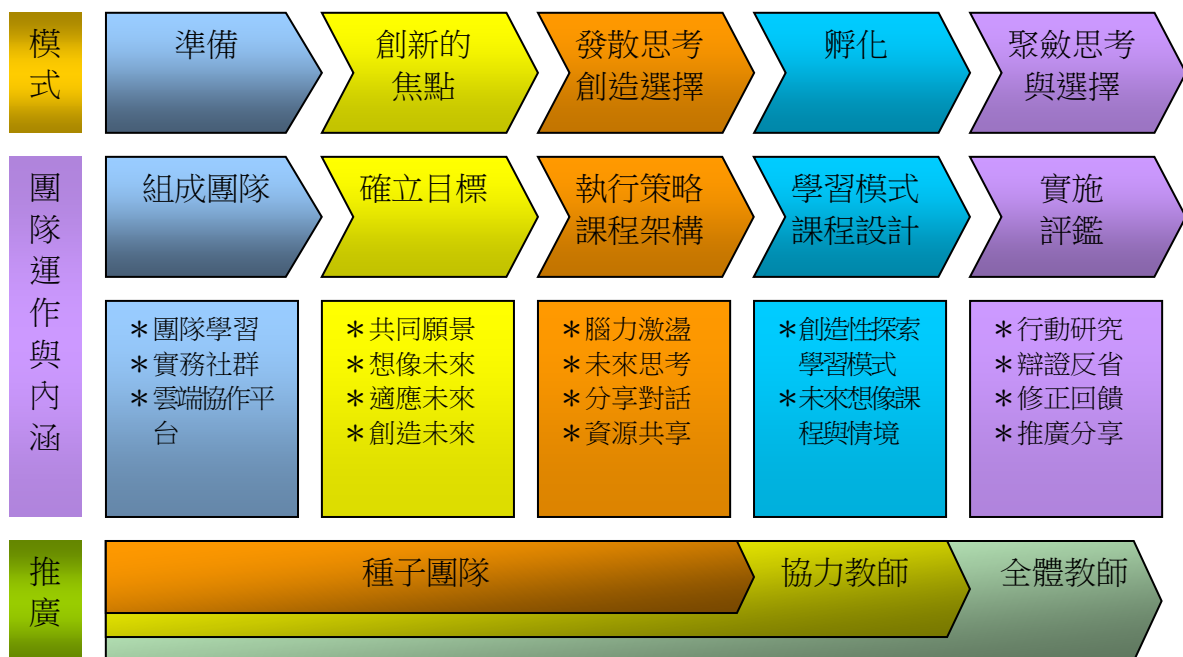 模式
準備
創新的
焦點
發散思考
創造選擇
孵化
聚斂思考
與選擇
團隊運作與內涵
組成團隊
確立目標
執行策略
課程架構
學習模式
課程設計
實施
評鑑
＊團隊學習
＊實務社群
＊雲端協作平
台
＊共同願景
＊想像未來
＊適應未來
＊創造未來
＊腦力激盪
＊未來思考
＊分享對話
＊資源共享
＊創造性探索
學習模式
＊未來想像課
程與情境
＊行動研究
＊辯證反省
＊修正回饋
＊推廣分享
推廣
種子團隊
協力教師
全體教師